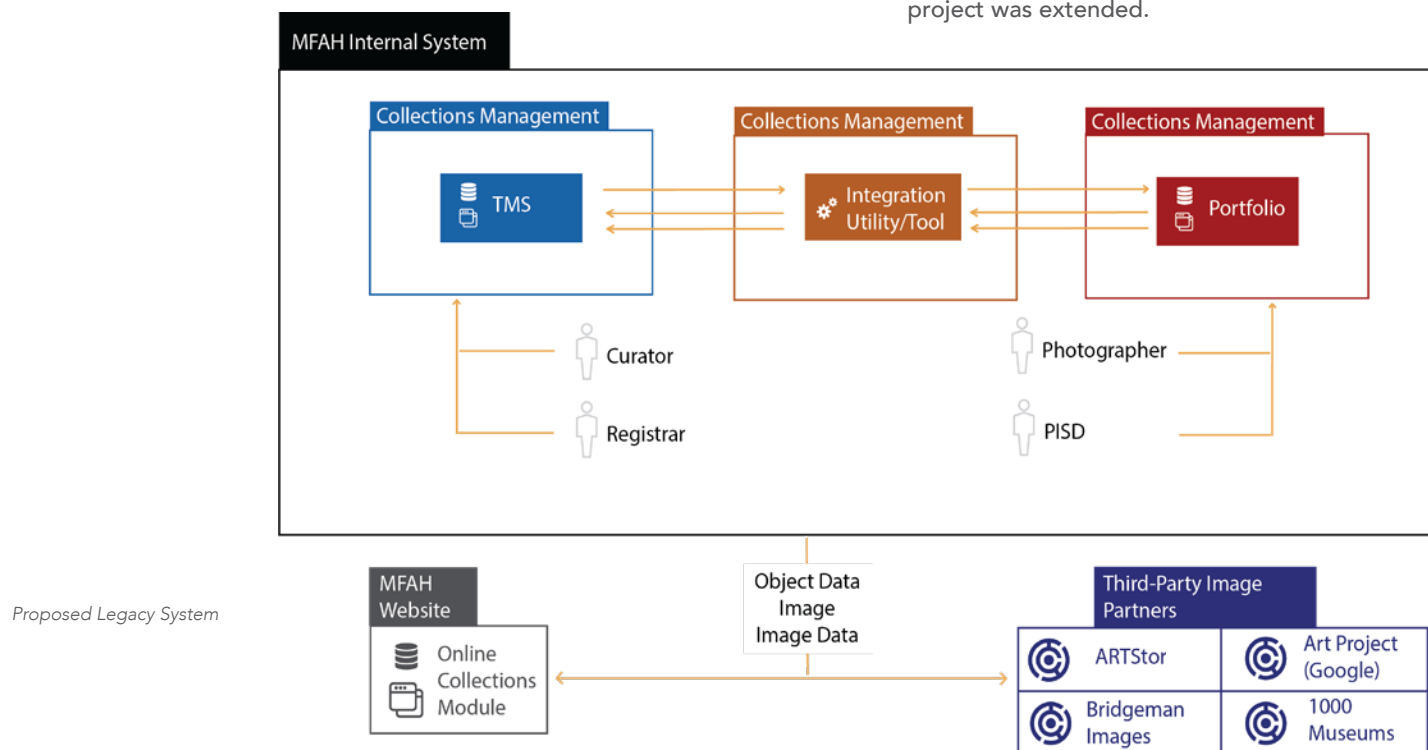 project was extended.
MFAH Internal System
Collections Management
Collections Management
Collections Management
TMS
Integration
Utility/Tool
Portfolio
Curator
Photographer
Registrar
PISD
Object Data
Image
Image Data
MFAH
Website
Online
Collections
Module
Third-Party Image
Partners
ARTStor
Art Project
(Google)
Bridgeman
Images
1000
Museums
Proposed Legacy System